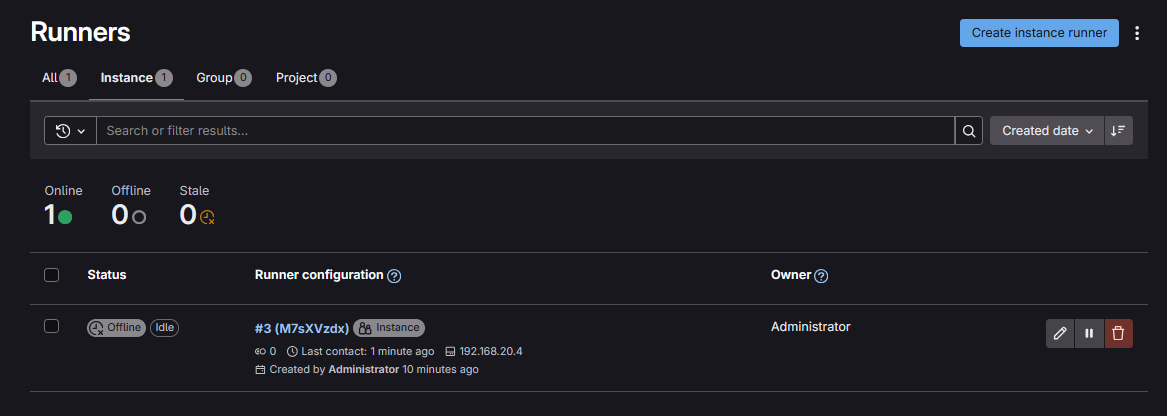 Runners
Create instance runner
All 1 Instance 1 Group 0 Project 0
Search or filter results...
Created date
Online Offline Stale
1 0 0
Status Runner configuration Owner
Offline Idle #3 (M7sXVzdx) Instance Administrator
0 Last contact: 1 minute ago 192.168.20.4
Created by Administrator 10 minutes ago